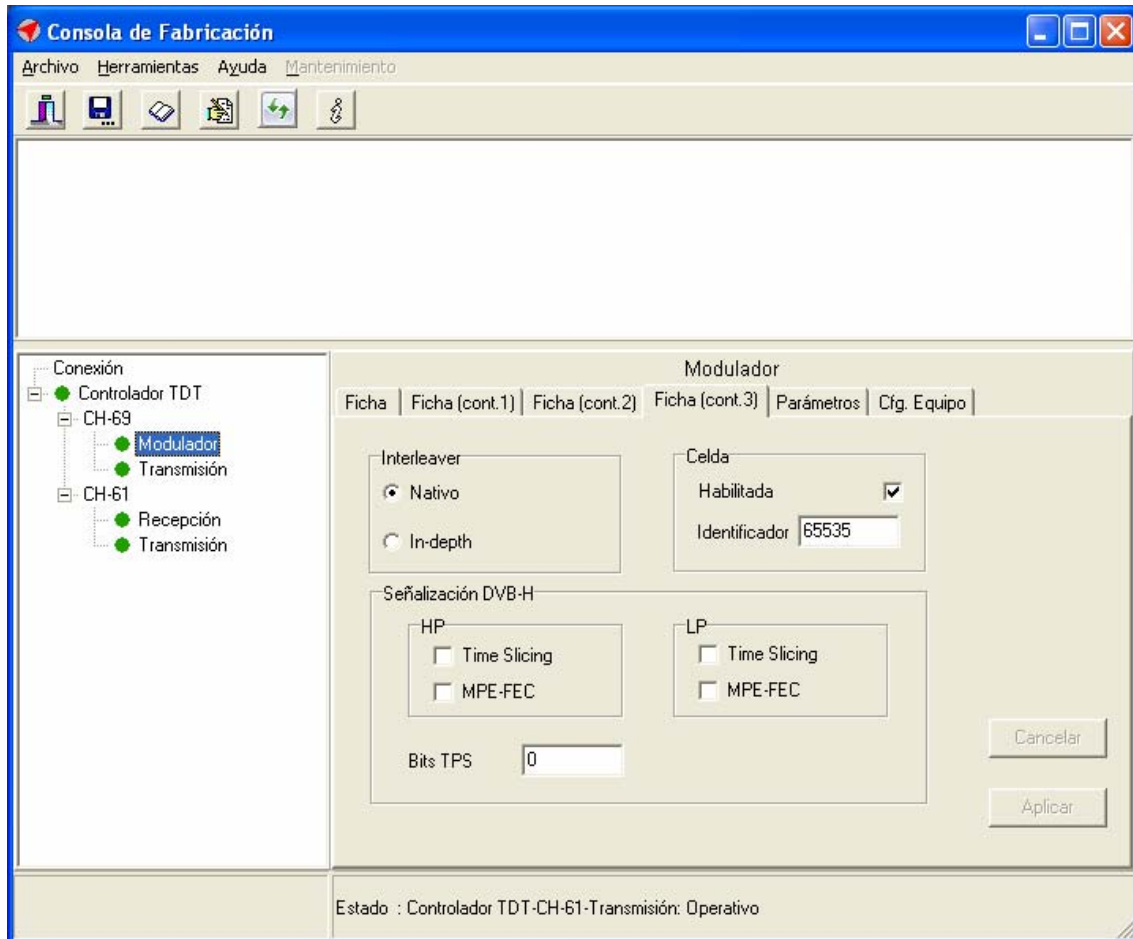 Consola de Fabricación
Archivo Herramientas Ayuda Mantenimiento
Conexión
Controlador TDT
CH-69
Modulador
Transmisión
CH-61
Recepción
Transmisión
Modulador
Ficha Ficha (cont.1) Ficha (cont.2) Ficha (cont.3) Parámetros Cfg. Equipo
Interleaver
Nativo
In-depth
Celda
Habilitada
Identificador 65535
Señalización DVB-H
HP
Time Slicing
MPE-FEC
LP
Time Slicing
MPE-FEC
Bits TPS 0
Cancelar
Aplicar
Estado : Controlador TDT-CH-61-Transmisión: Operativo